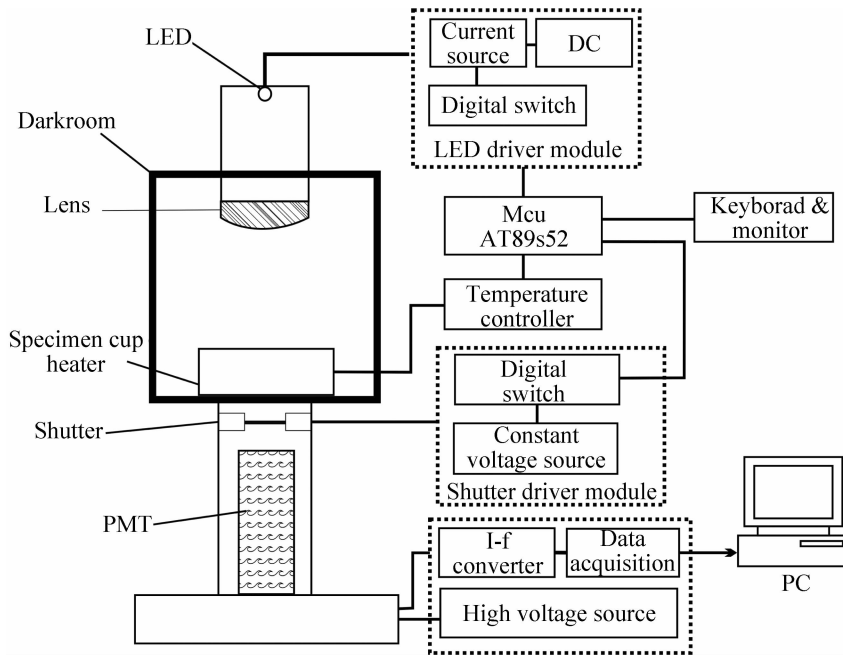 LED
Current
source
DC
Digital switch
LED driver module
Darkroom
Lens
Mcu
AT89s52
Keyborad &
monitor
Temperature
controller
Specimen cup
heater
Digital
switch
Shutter
Constant
voltage source
Shutter driver module
PMT
I-f
converter
Data
acquisition
PC
High voltage source